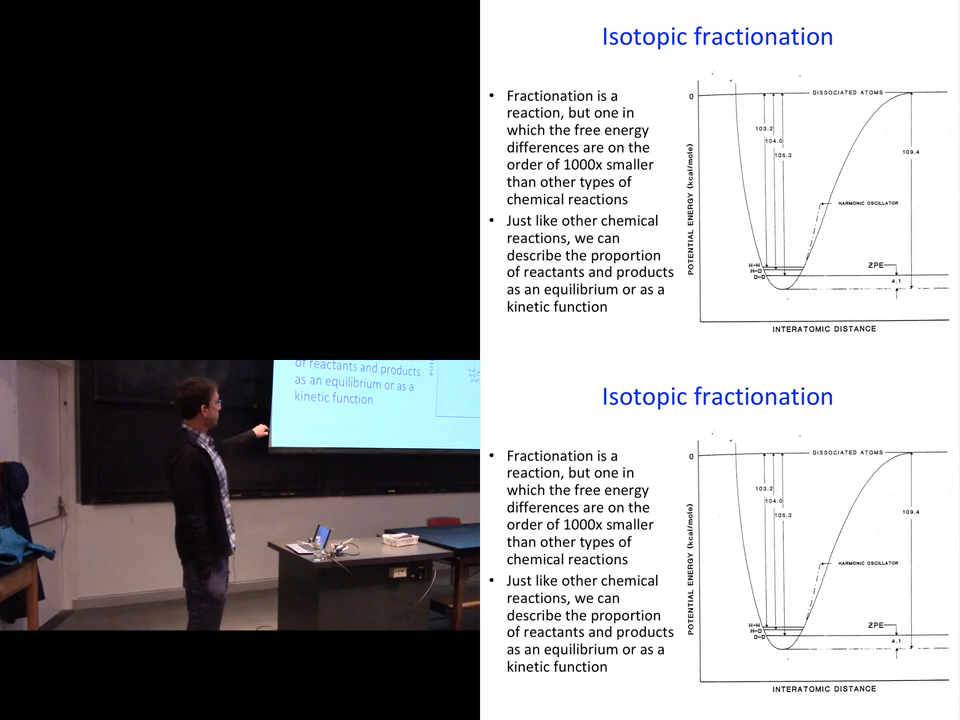 Isotopic fractionation
• Fractionation is a
reaction, but one in
which the free energy
differences are on the
order of 1000x smaller
than other types of
chemical reactions
• Just like other chemical
reactions, we can
describe the proportion
of reactants and products
as an equilibrium or as a
kinetic function
0
DISSOCIATED ATOMS
103.2
104.0
105.3
109.4
POTENTIAL ENERGY (kcal/mole)
HARMONIC OSCILLATOR
H-H
H-D
D-D
ZPE
4.1
INTERATOMIC DISTANCE
of reactants and products
as an equilibrium or as a
kinetic function
Isotopic fractionation
• Fractionation is a
reaction, but one in
which the free energy
differences are on the
order of 1000x smaller
than other types of
chemical reactions
• Just like other chemical
reactions, we can
describe the proportion
of reactants and products
as an equilibrium or as a
kinetic function
0
DISSOCIATED ATOMS
103.2
104.0
105.3
109.4
POTENTIAL ENERGY (kcal/mole)
HARMONIC OSCILLATOR
H-H
H-D
D-D
ZPE
4.1
INTERATOMIC DISTANCE